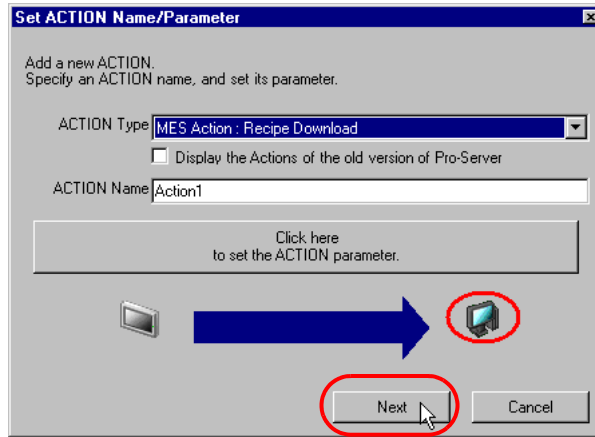 Set ACTION Name/Parameter
Add a new ACTION.
Specify an ACTION name, and set its parameter.
ACTION Type MES Action : Recipe Download
Display the Actions of the old version of Pro-Server
ACTION Name Action1
Click here
to set the ACTION parameter.
Next Cancel